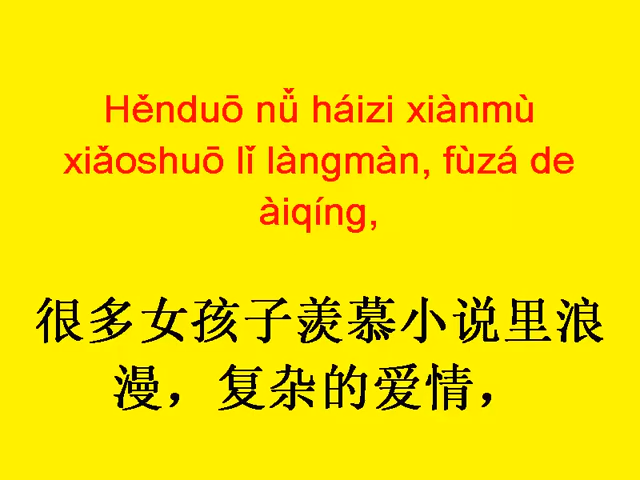 Hěnduō nǚ háizi xiànmù
xiǎoshuō lǐ làngmàn, fùzá de
àiqíng,
很多女孩子羡慕小说里浪
漫，复杂的爱情，